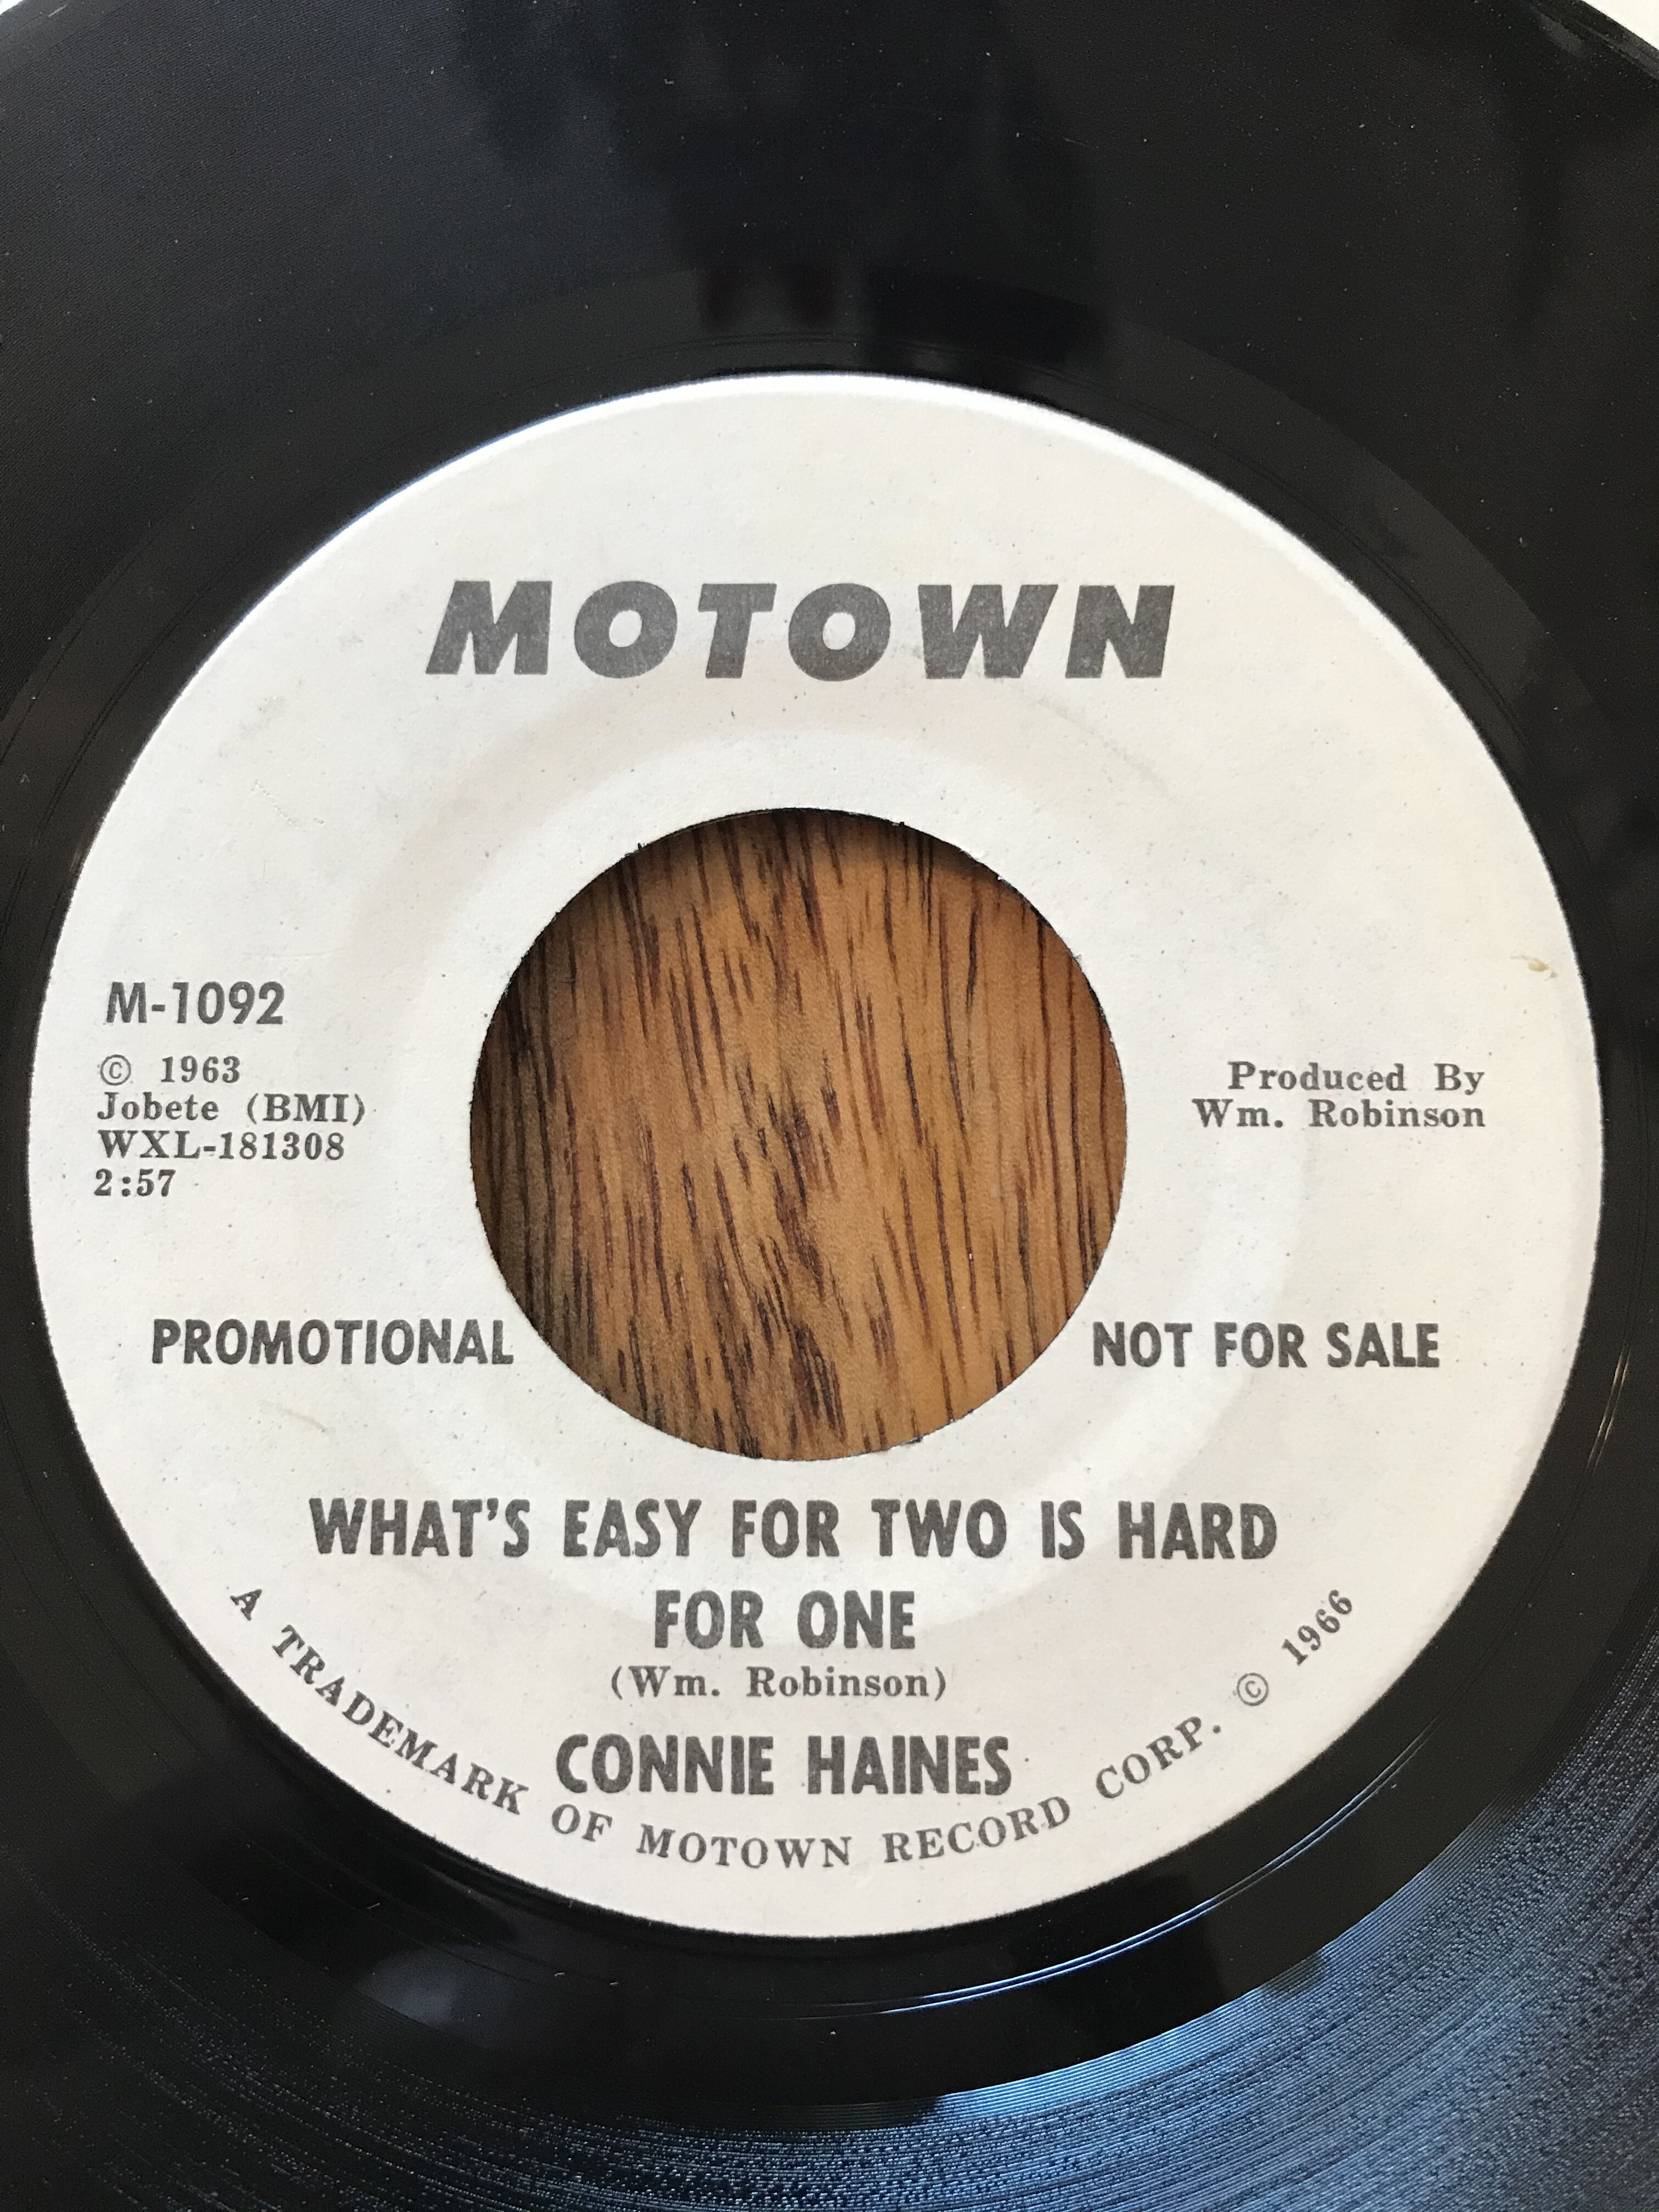 MOTOWN
M-1092
© 1963
Jobete (BMI)
WXL-181308
2:57
Produced By
Wm. Robinson
PROMOTIONAL
NOT FOR SALE
WHAT'S EASY FOR TWO IS HARD
FOR ONE
(Wm. Robinson)
CONNIE HAINES
A TRADEMARK OF MOTOWN RECORD CORP. © 1966